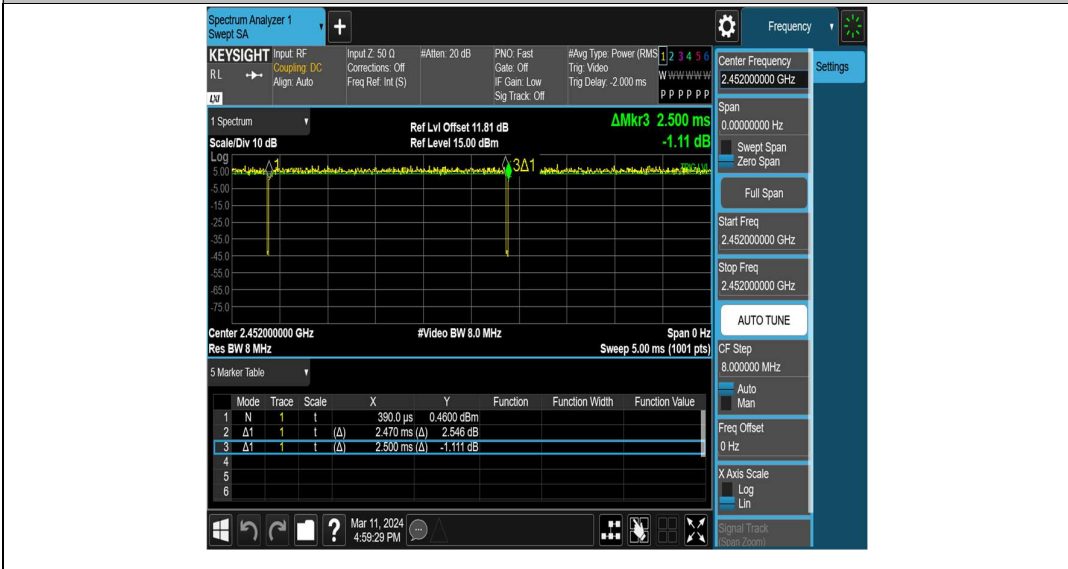 Spectrum Analyzer 1
Swept SA
+
Frequency
KEYSIGHT
RL
LXI
Input: RF
Coupling: DC
Align: Auto
Input Z: 50 Ω
Corrections: Off
Freq Ref: Int (S)
#Atten: 20 dB
PNO: Fast
Gate: Off
IF Gain: Low
Sig Track: Off
#Avg Type: Power (RMS
Trig: Video
Trig Delay: -2.000 ms
1 2 3 4 5 6
W W W W W W
P P P P P P
1 Spectrum
Scale/Div 10 dB
Ref Lvl Offset 11.81 dB
Ref Level 15.00 dBm
ΔMkr3 2.500 ms
-1.11 dB
Log
5.00
-5.00
-15.0
-25.0
-35.0
-45.0
-55.0
-65.0
-75.0
1
3Δ1
TRIG LVL
Center 2.452000000 GHz
#Video BW 8.0 MHz
Span 0 Hz
Res BW 8 MHz
Sweep 5.00 ms (1001 pts)
5 Marker Table
Mode Trace Scale X Y Function Function Width Function Value
1 N 1 t 390.0 µs 0.4600 dBm
2 Δ1 1 t (Δ) 2.470 ms (Δ) 2.546 dB
3 Δ1 1 t (Δ) 2.500 ms (Δ) -1.111 dB
4
5
6
?
Mar 11, 2024
4:59:29 PM
Center Frequency
2.452000000 GHz
Settings
Span
0.00000000 Hz
Swept Span
Zero Span
Full Span
Start Freq
2.452000000 GHz
Stop Freq
2.452000000 GHz
AUTO TUNE
CF Step
8.000000 MHz
Auto
Man
Freq Offset
0 Hz
X Axis Scale
Log
Lin
Signal Track
(Span Zoom)